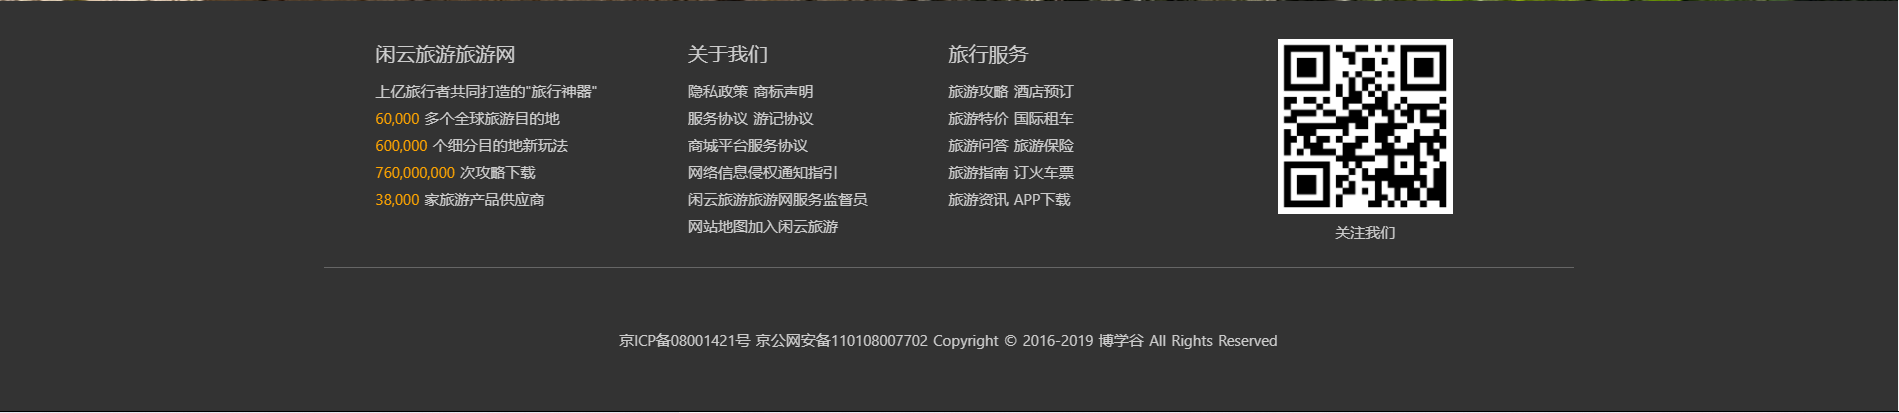 闲云旅游旅游网
上亿旅行者共同打造的"旅行神器"
60,000 多个全球旅游目的地
600,000 个细分目的地新玩法
760,000,000 次攻略下载
38,000 家旅游产品供应商
关于我们
隐私政策 商标声明
服务协议 游记协议
商城平台服务协议
网络信息侵权通知指引
闲云旅游旅游网服务监督员
网站地图加入闲云旅游
旅行服务
旅游攻略 酒店预订
旅游特价 国际租车
旅游问答 旅游保险
旅游指南 订火车票
旅游资讯 APP下载
关注我们
京ICP备08001421号 京公网安备110108007702 Copyright © 2016-2019 博学谷 All Rights Reserved